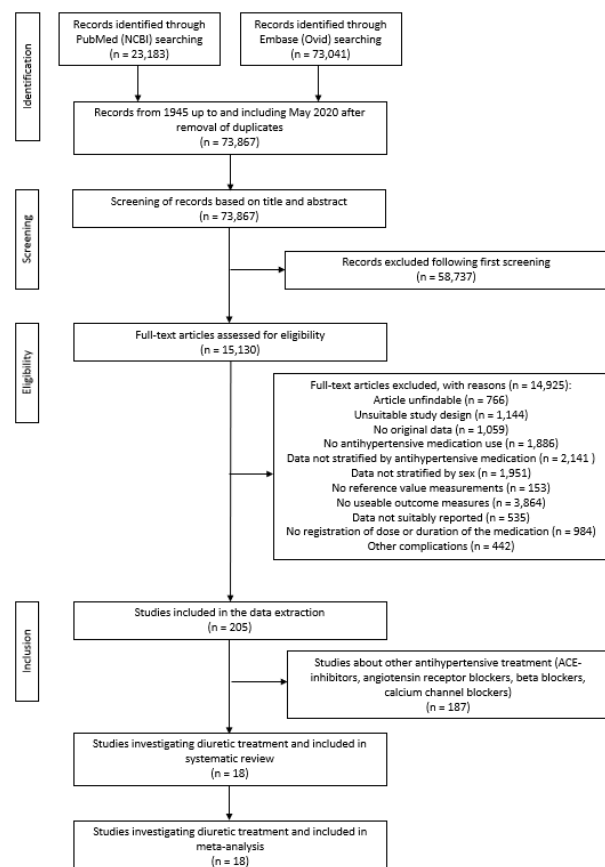 Identification
Records identified through
PubMed (NCBI) searching
(n = 23,183)
Records identified through
Embase (Ovid) searching
(n = 73,041)
Records from 1945 up to and including May 2020 after
removal of duplicates
(n = 73,867)
Screening
Screening of records based on title and abstract
(n = 73,867)
Records excluded following first screening
(n = 58,737)
Eligibility
Full-text articles assessed for eligibility
(n = 15,130)
Full-text articles excluded, with reasons (n = 14,925):
Article unfindable (n = 766)
Unsuitable study design (n = 1,144)
No original data (n = 1,059)
No antihypertensive medication use (n = 1,886)
Data not stratified by antihypertensive medication (n = 2,141 )
Data not stratified by sex (n = 1,951)
No reference value measurements (n = 153)
No useable outcome measures (n = 3,864)
Data not suitably reported (n = 535)
No registration of dose or duration of the medication (n = 984)
Other complications (n = 442)
Inclusion
Studies included in the data extraction
(n = 205)
Studies about other antihypertensive treatment (ACE-
inhibitors, angiotensin receptor blockers, beta blockers,
calcium channel blockers)
(n = 187)
Studies investigating diuretic treatment and included in
systematic review
(n = 18)
Studies investigating diuretic treatment and included in
meta-analysis
(n = 18)